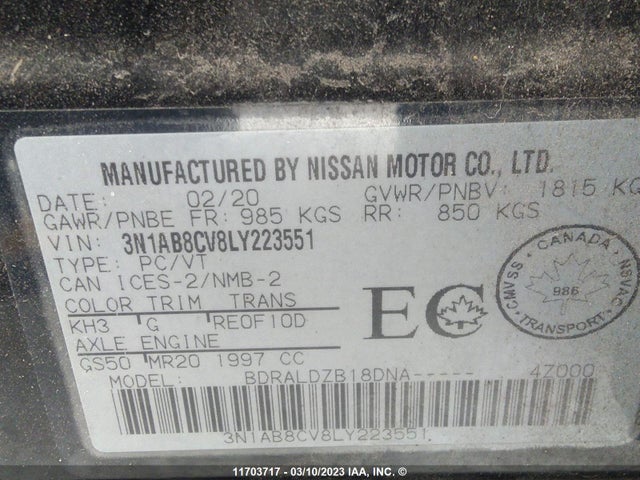 MANUFACTURED BY NISSAN MOTOR CO., LTD.
DATE: 02/20 GVWR/PNBV: 1815 KG
GAWR/PNBE FR: 985 KGS RR: 850 KGS
VIN: 3N1AB8CV8LY223551
TYPE: PC/VT
CAN ICES-2/NMB-2
COLOR TRIM TRANS
KH3 G RE0F10D
AXLE ENGINE
GS50 MR20 1997 CC
EC
CANADA
CMVSS 986 NSVAC
TRANSPORT
MODEL: BDRALDZB18DNA----- 4Z000
3N1AB8CV8LY223551
11703717 - 03/10/2023 IAA, INC. ©